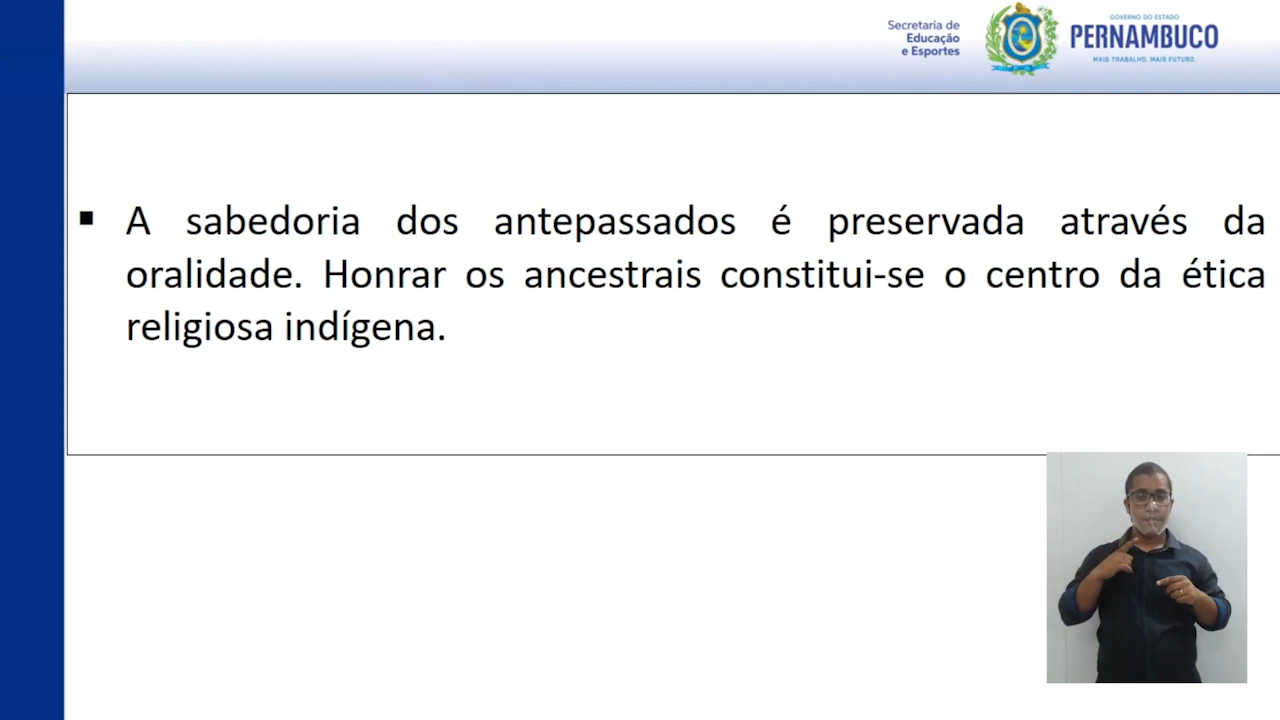 Secretaria de
Educação
e Esportes
GOVERNO DO ESTADO
PERNAMBUCO
MAIS TRABALHO. MAIS FUTURO.
A sabedoria dos antepassados é preservada através da
oralidade. Honrar os ancestrais constitui-se o centro da ética
religiosa indígena.